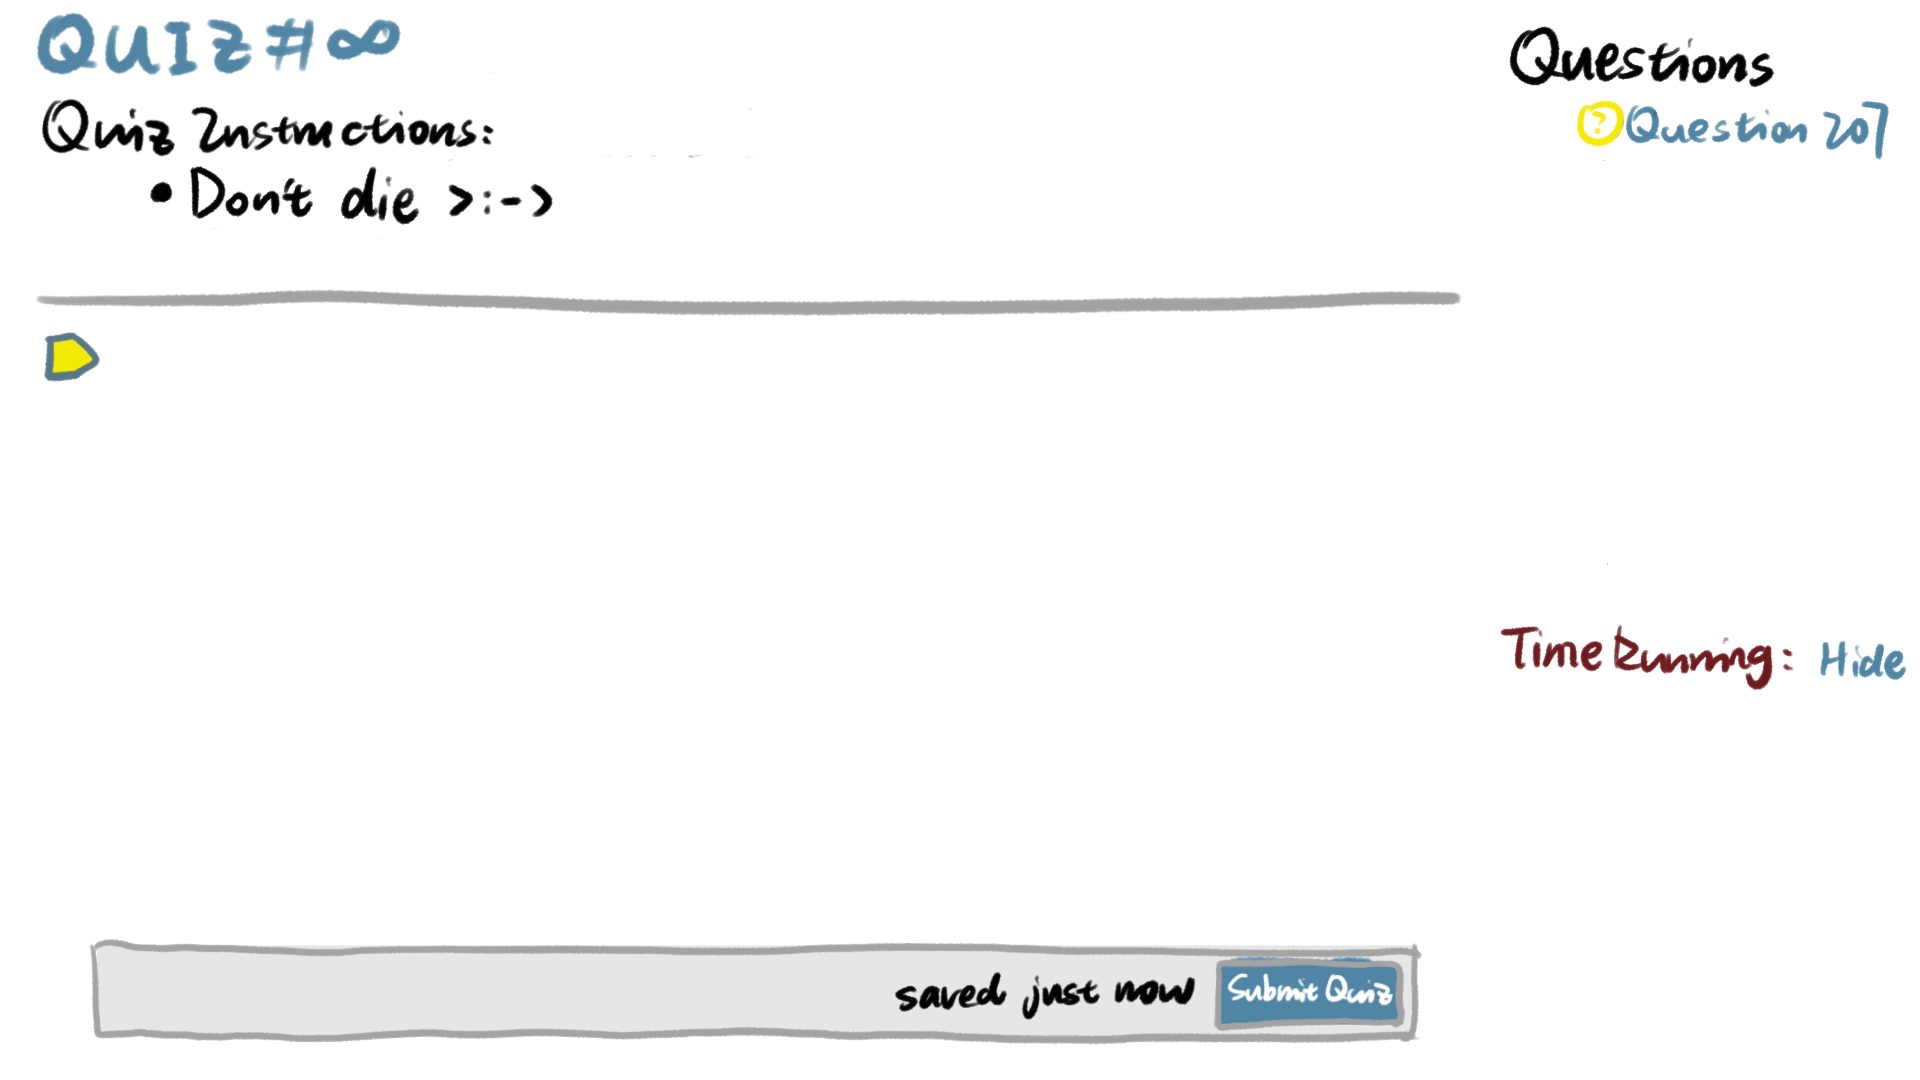 QUIZ #∞
Quiz Instructions:
• Don't die >:->
Questions
? Question 207
Time Running: Hide
saved just now
Submit Quiz